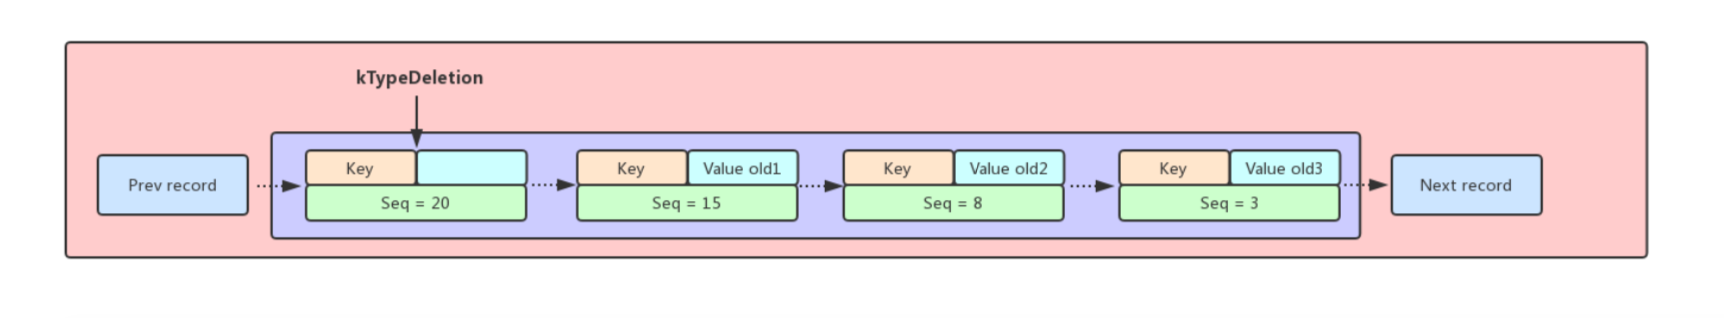 kTypeDeletion
Prev record
Key
Seq = 20
Key Value old1
Seq = 15
Key Value old2
Seq = 8
Key Value old3
Seq = 3
Next record